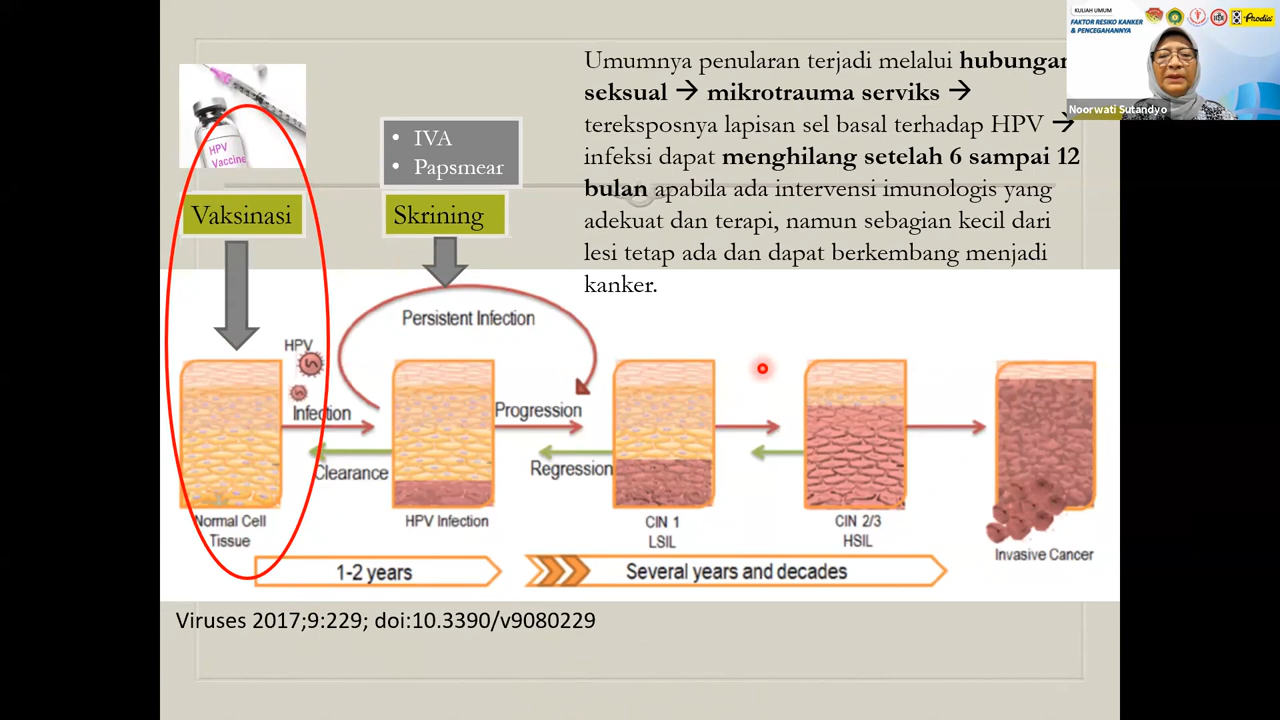 KULIAH UMUM
FAKTOR RESIKO KANKER
& PENCEGAHANNYA
Prodia
Noorwati Sutandyo
Umumnya penularan terjadi melalui hubungan
seksual → mikrotrauma serviks →
tereksposnya lapisan sel basal terhadap HPV →
infeksi dapat menghilang setelah 6 sampai 12
bulan apabila ada intervensi imunologis yang
adekuat dan terapi, namun sebagian kecil dari
lesi tetap ada dan dapat berkembang menjadi
kanker.
HPV
Vaccine
• IVA
• Papsmear
Vaksinasi
Skrining
Persistent Infection
HPV
Infection
Progression
Clearance
Regression
Normal Cell
Tissue
HPV Infection
CIN 1
LSIL
CIN 2/3
HSIL
Invasive Cancer
1-2 years
Several years and decades
Viruses 2017;9:229; doi:10.3390/v9080229